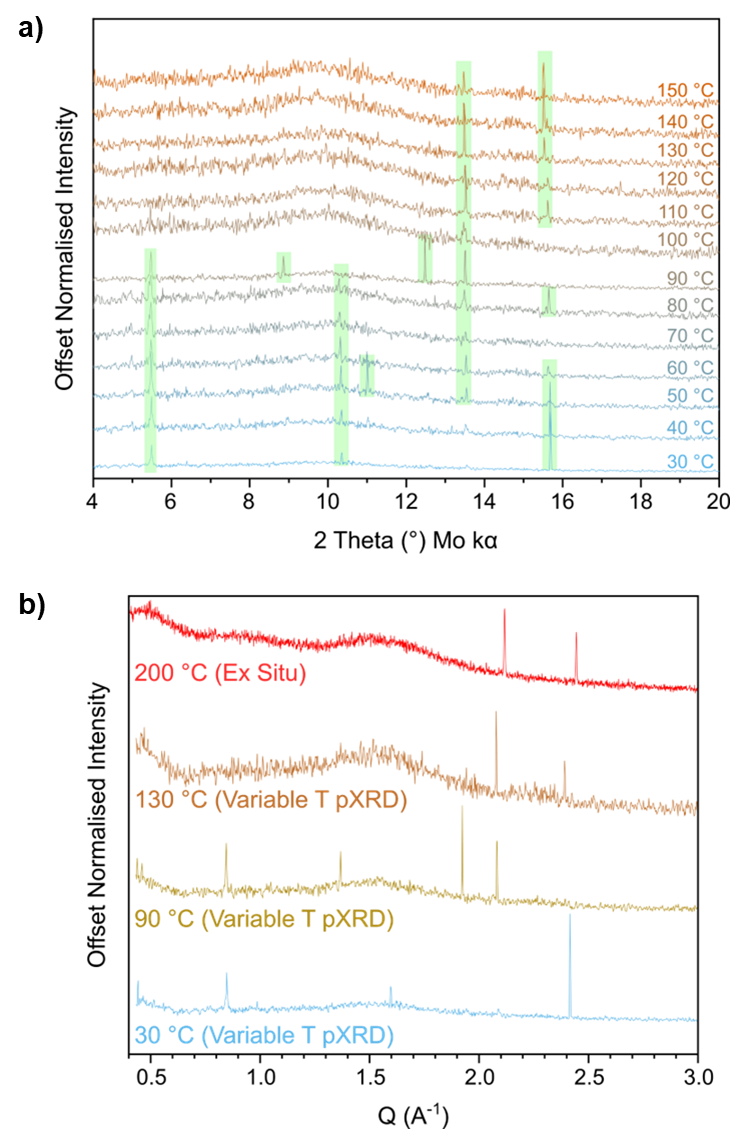 a)
Offset Normalised Intensity
150 °C
140 °C
130 °C
120 °C
110 °C
100 °C
90 °C
80 °C
70 °C
60 °C
50 °C
40 °C
30 °C
4 6 8 10 12 14 16 18 20
2 Theta (°) Mo kα
b)
Offset Normalised Intensity
200 °C (Ex Situ)
130 °C (Variable T pXRD)
90 °C (Variable T pXRD)
30 °C (Variable T pXRD)
0.5 1.0 1.5 2.0 2.5 3.0
Q (A⁻¹)